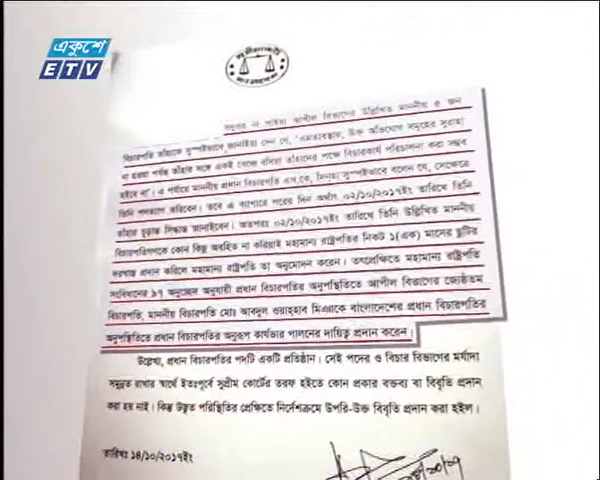 একুশে
ETV
সদুত্তর না পাইয়া আপীল বিভাগের উল্লিখিত মাননীয় ৫ জন
বিচারপতি তাঁহাকে সুস্পষ্টভাবে জানাইয়া দেন যে, "এমতাবস্থায়, উক্ত অভিযোগ সমূহের সুরাহা
না হওয়া পর্যন্ত তাঁহার সঙ্গে একই বেঞ্চে বসিয়া তাঁহাদের পক্ষে বিচারকার্য পরিচালনা করা সম্ভব
হইবে না"। এ পর্যায়ে মাননীয় প্রধান বিচারপতি এস,কে, সিনহা সুস্পষ্টভাবে বলেন যে, সেক্ষেত্রে
তিনি পদত্যাগ করিবেন। তবে এ ব্যাপারে পরের দিন অর্থাৎ ০২/১০/২০১৭ইং তারিখে তিনি
তাঁহার চূড়ান্ত সিদ্ধান্ত জানাইবেন। অতঃপর ০২/১০/২০১৭ইং তারিখে তিনি উল্লিখিত মাননীয়
বিচারপতিগণকে কোন কিছু অবহিত না করিয়াই মহামান্য রাষ্ট্রপতির নিকট ১(এক) মাসের ছুটির
দরখাস্ত প্রদান করিলে মহামান্য রাষ্ট্রপতি তা অনুমোদন করেন। তৎপ্রেক্ষিতে মহামান্য রাষ্ট্রপতি
সংবিধানের ৯৭ অনুচ্ছেদ অনুযায়ী প্রধান বিচারপতির অনুপস্থিতিতে আপীল বিভাগের জ্যেষ্ঠতম
বিচারপতি, মাননীয় বিচারপতি মোঃ আবদুল ওয়াহ্হাব মিঞাকে বাংলাদেশের প্রধান বিচারপতির
অনুপস্থিতিতে প্রধান বিচারপতির অনুরূপ কার্যভার পালনের দায়িত্ব প্রদান করেন।
উল্লেখ্য, প্রধান বিচারপতির পদটি একটি প্রতিষ্ঠান। সেই পদের ও বিচার বিভাগের মর্যাদা
সমুন্নত রাখার স্বার্থে ইতঃপূর্বে সুপ্রীম কোর্টের তরফ হইতে কোন প্রকার বক্তব্য বা বিবৃতি প্রদান
করা হয় নাই। কিন্তু উদ্ভূত পরিস্থিতির প্রেক্ষিতে নির্দেশক্রমে উপরি-উক্ত বিবৃতি প্রদান করা হইল।
তারিখঃ ১৪/১০/২০১৭ইং